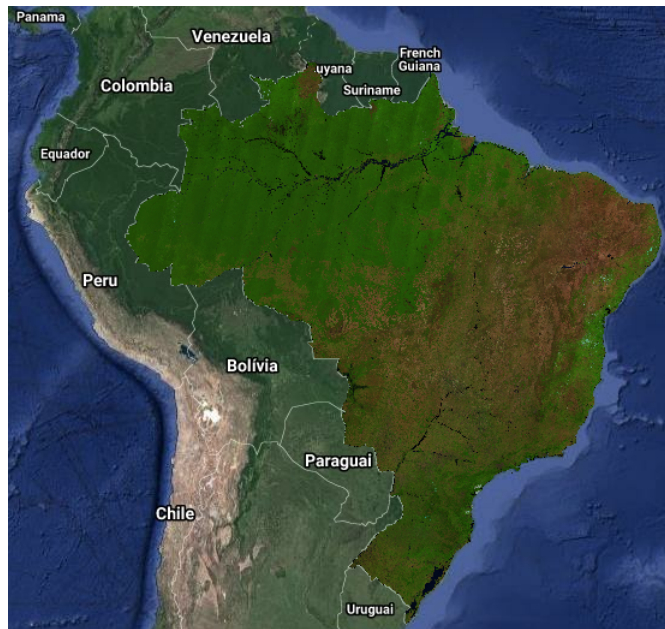 Panama
Venezuela
French
Guiana
uyana
Colombia
Suriname
Equador
Peru
Bolívia
Paraguai
Chile
Uruguai